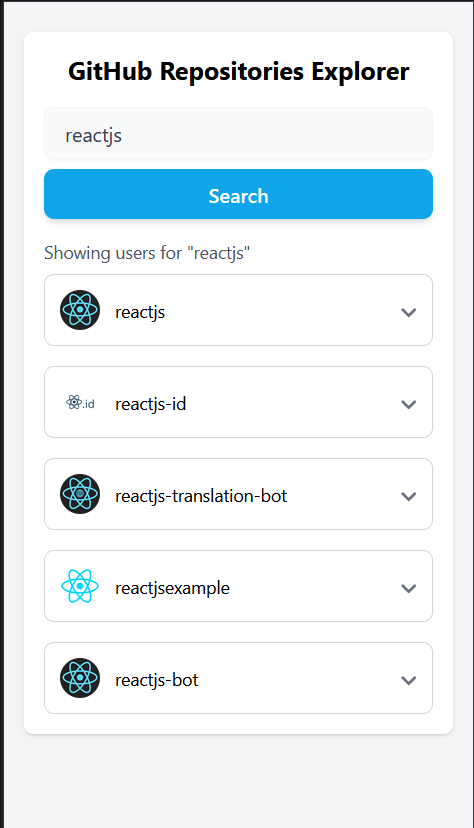 GitHub Repositories Explorer
reactjs
Search
Showing users for "reactjs"
reactjs
.id
reactjs-id
reactjs-translation-bot
reactjsexample
reactjs-bot